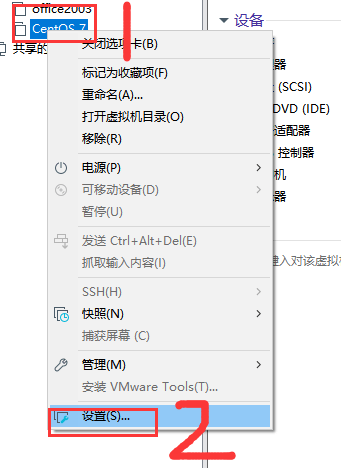 office2003
CentOS 7
共享的
1
关闭选项卡(B)
标记为收藏项(F)
重命名(A)...
打开虚拟机目录(O)
移除(R)
电源(P)
可移动设备(D)
暂停(U)
发送 Ctrl+Alt+Del(E)
抓取输入内容(I)
SSH(H)
快照(N)
捕获屏幕 (C)
管理(M)
安装 VMware Tools(T)...
设置(S)...
2
设备
器
(SCSI)
DVD (IDE)
适配器
控制器
机
器
键入对该虚拟